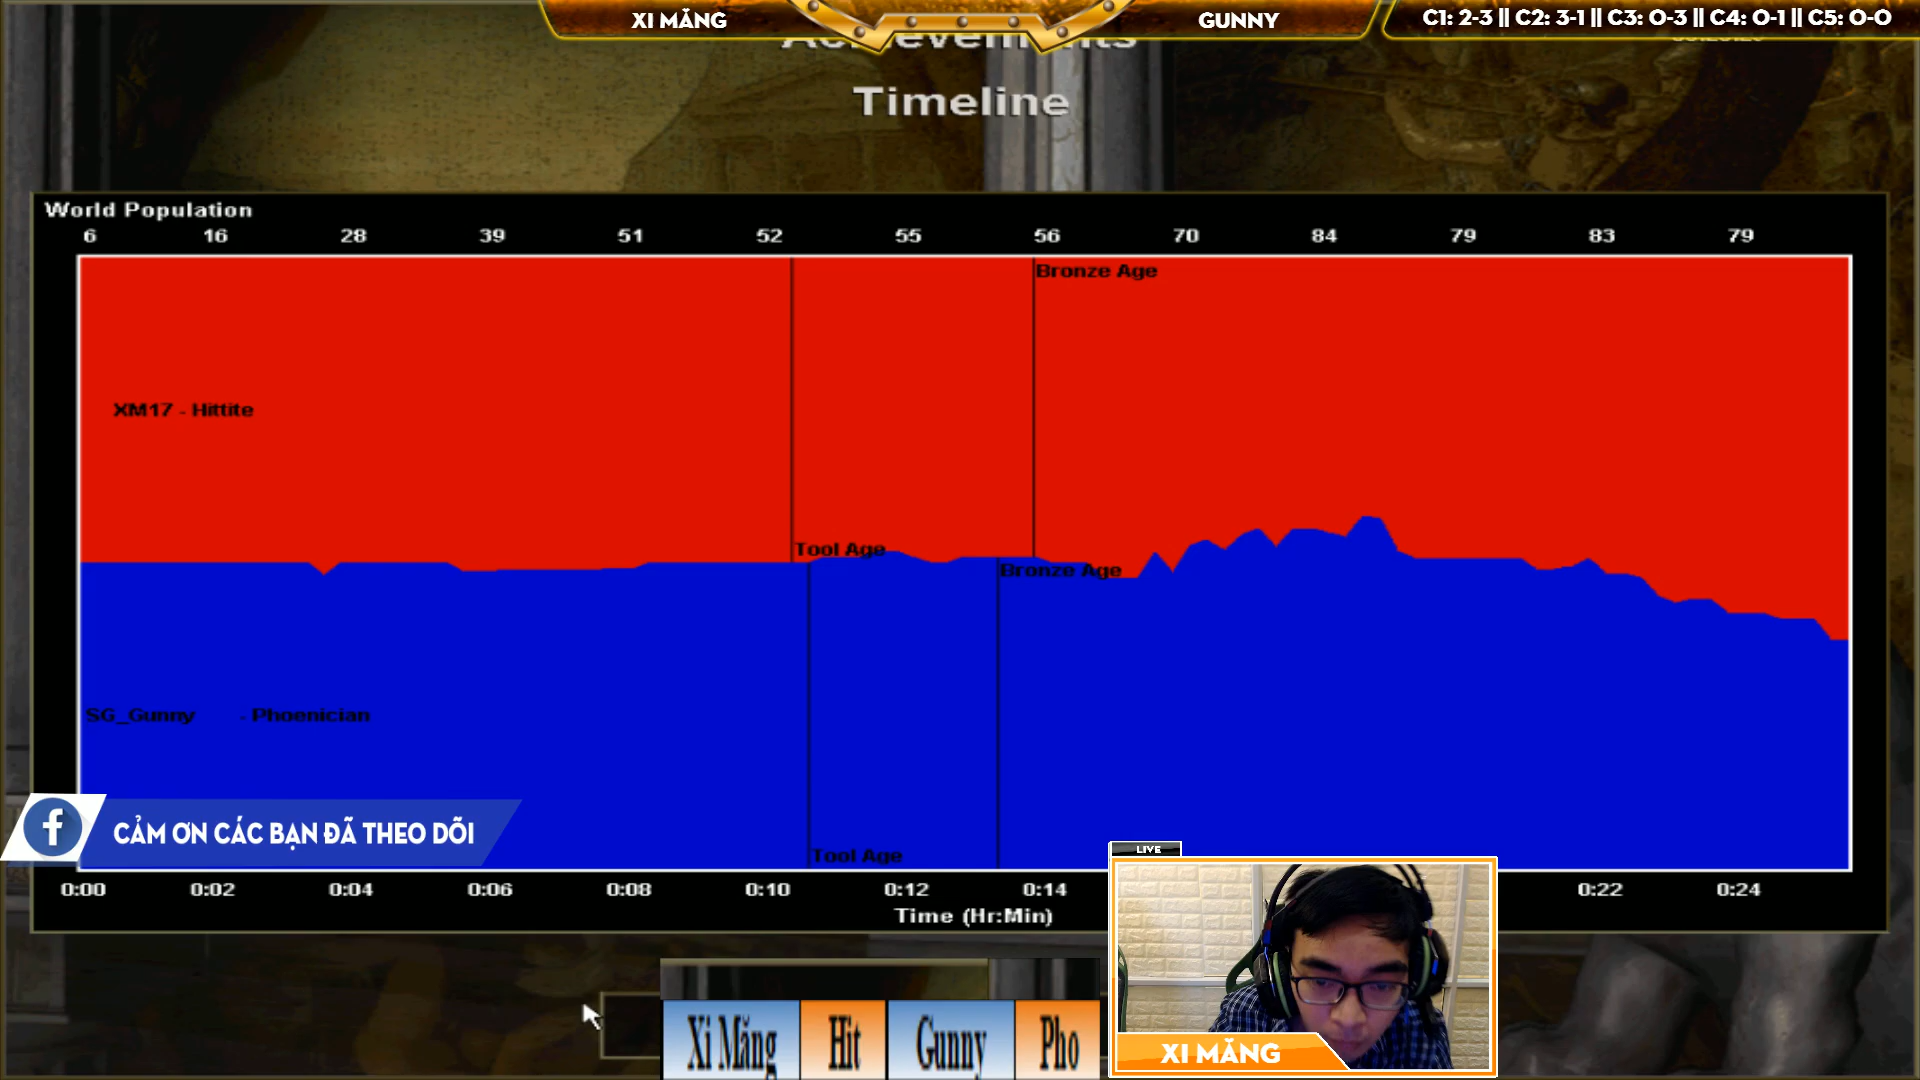 XI MĂNG
GUNNY
C1: 2-3 || C2: 3-1 || C3: 0-3 || C4: 0-1 || C5: 0-0
Achievements
Timeline
World Population
6 16 28 39 51 52 55 56 70 84 79 83 79
Bronze Age
XM17 - Hittite
Tool Age
Bronze Age
SG_Gunny - Phoenician
CẢM ƠN CÁC BẠN ĐÃ THEO DÕI
Tool Age
LIVE
0:00 0:02 0:04 0:06 0:08 0:10 0:12 0:14 0:22 0:24
Time (Hr:Min)
Xi Măng Hit Gunny Pho
XI MĂNG